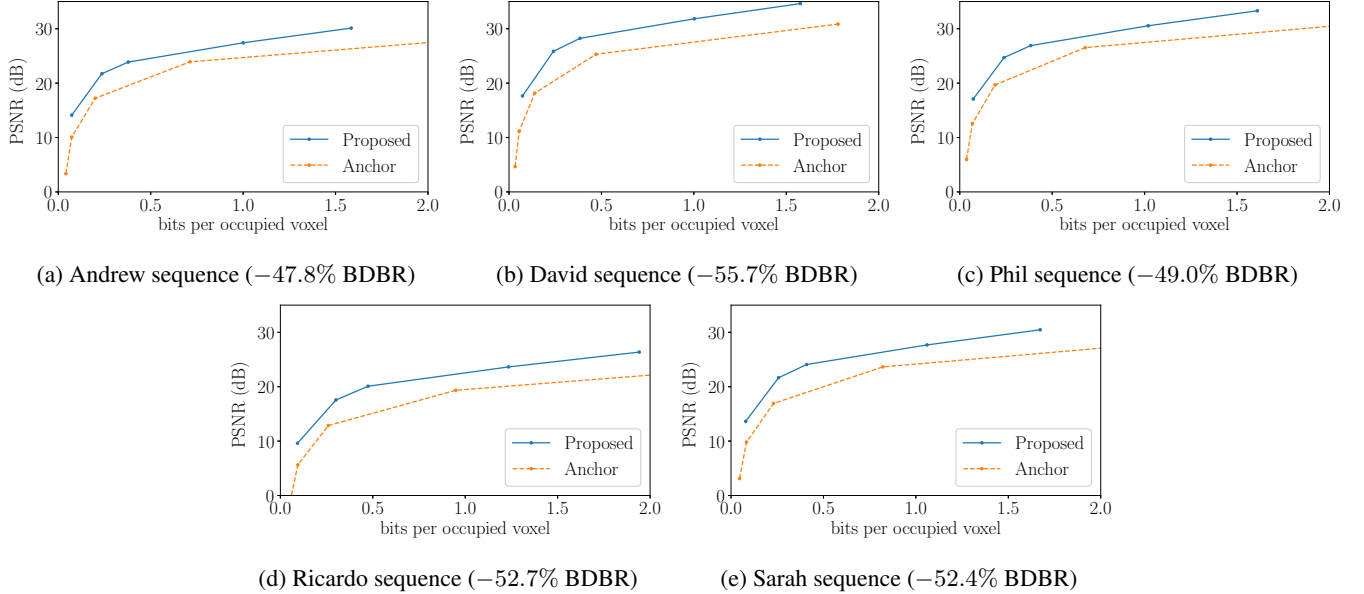 PSNR (dB)
30
20
10
0
Proposed
Anchor
0.0 0.5 1.0 1.5 2.0
bits per occupied voxel
(a) Andrew sequence (−47.8% BDBR)
PSNR (dB)
30
20
10
0
Proposed
Anchor
0.0 0.5 1.0 1.5 2.0
bits per occupied voxel
(b) David sequence (−55.7% BDBR)
PSNR (dB)
30
20
10
0
Proposed
Anchor
0.0 0.5 1.0 1.5 2.0
bits per occupied voxel
(c) Phil sequence (−49.0% BDBR)
PSNR (dB)
30
20
10
0
Proposed
Anchor
0.0 0.5 1.0 1.5 2.0
bits per occupied voxel
(d) Ricardo sequence (−52.7% BDBR)
PSNR (dB)
30
20
10
0
Proposed
Anchor
0.0 0.5 1.0 1.5 2.0
bits per occupied voxel
(e) Sarah sequence (−52.4% BDBR)